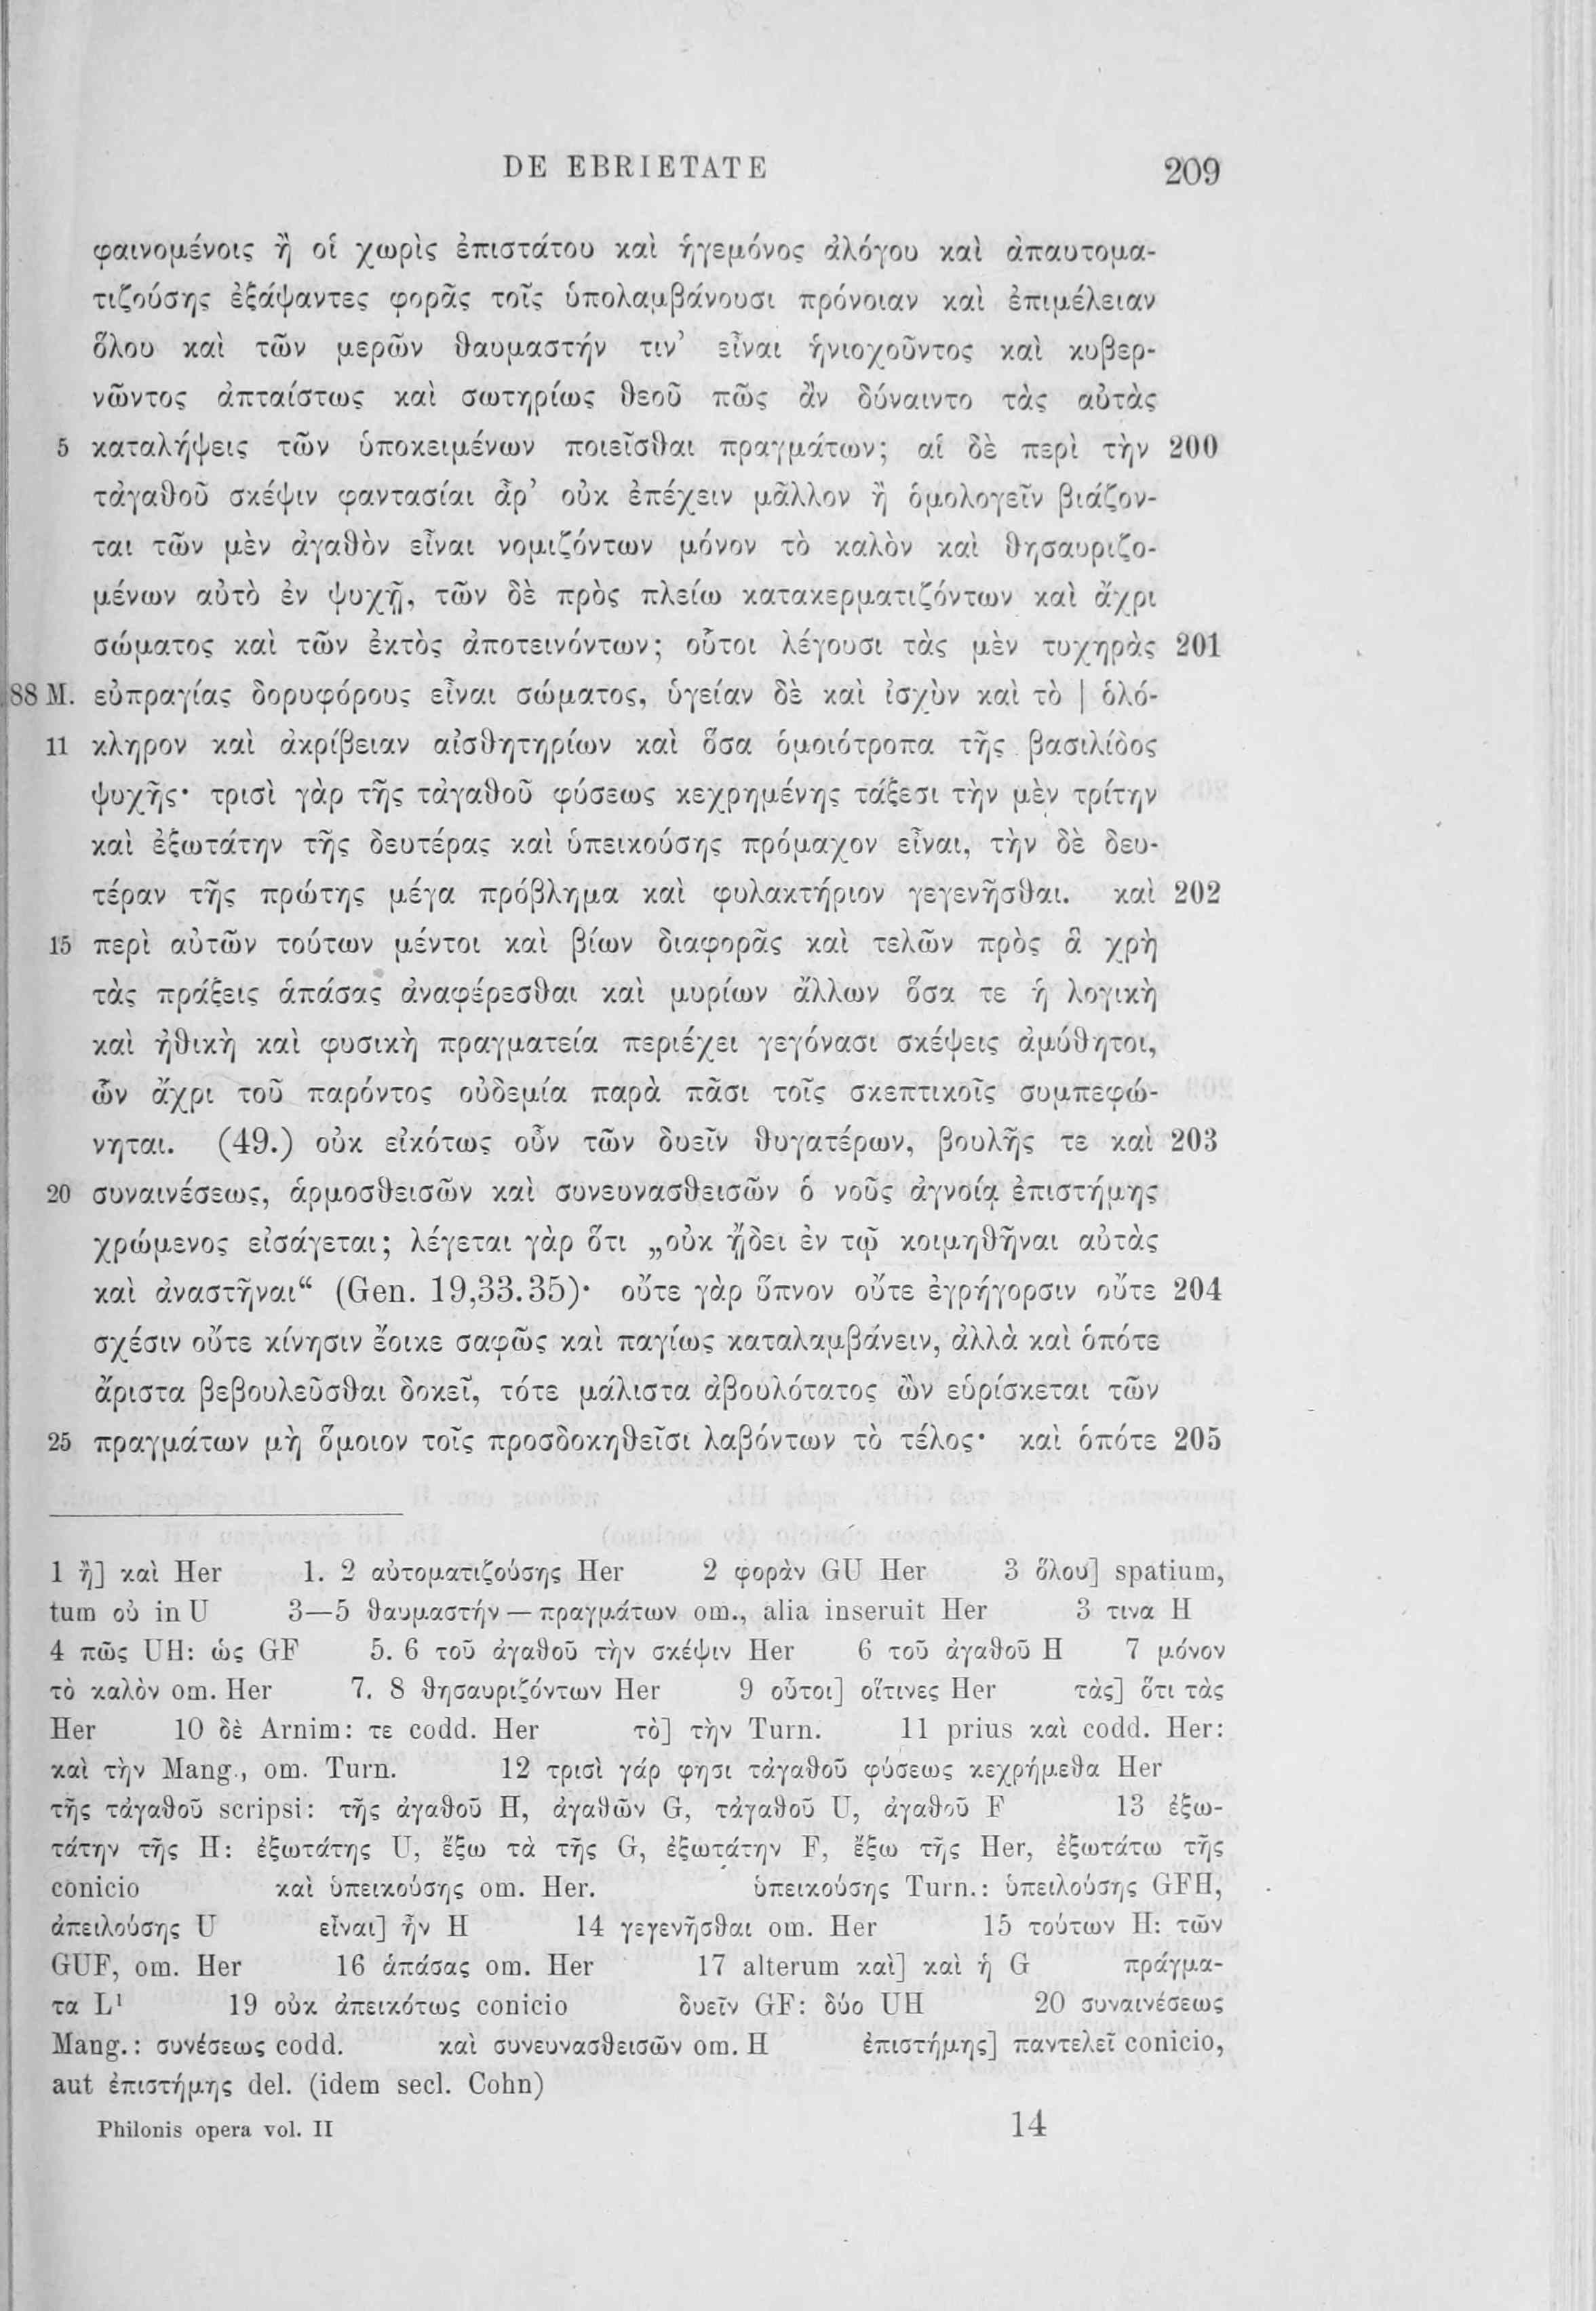 DE EBRIETATE 209
φαινομένοις ἢ οἱ χωρὶς ἐπιστάτου καὶ ἡγεμόνος ἀλόγου καὶ ἀπαυτομα-
τιζούσης ἐξάψαντες φορᾶς τοῖς ὑπολαμβάνουσι πρόνοιαν καὶ ἐπιμέλειαν
ὅλου καὶ τῶν μερῶν θαυμαστήν τιν’ εἶναι ἡνιοχοῦντος καὶ κυβερ-
νῶντος ἀπταίστως καὶ σωτηρίως θεοῦ πῶς ἂν δύναιντο τὰς αὐτὰς
5 καταλήψεις τῶν ὑποκειμένων ποιεῖσθαι πραγμάτων; αἱ δὲ περὶ τὴν 200
τἀγαθοῦ σκέψιν φαντασίαι ἆρ’ οὐκ ἐπέχειν μᾶλλον ἢ ὁμολογεῖν βιάζον-
ται τῶν μὲν ἀγαθὸν εἶναι νομιζόντων μόνον τὸ καλὸν καὶ θησαυριζο-
μένων αὐτὸ ἐν ψυχῇ, τῶν δὲ πρὸς πλείω κατακερματιζόντων καὶ ἄχρι
σώματος καὶ τῶν ἐκτὸς ἀποτεινόντων; οὗτοι λέγουσι τὰς μὲν τυχηρὰς 201
88 M. εὐπραγίας δορυφόρους εἶναι σώματος, ὑγείαν δὲ καὶ ἰσχὺν καὶ τὸ | ὁλό-
11 κληρον καὶ ἀκρίβειαν αἰσθητηρίων καὶ ὅσα ὁμοιότροπα τῆς βασιλίδος
ψυχῆς· τρισὶ γὰρ τῆς τἀγαθοῦ φύσεως κεχρημένης τάξεσι τὴν μὲν τρίτην
καὶ ἐξωτάτην τῆς δευτέρας καὶ ὑπεικούσης πρόμαχον εἶναι, τὴν δὲ δευ-
τέραν τῆς πρώτης μέγα πρόβλημα καὶ φυλακτήριον γεγενῆσθαι. καὶ 202
15 περὶ αὐτῶν τούτων μέντοι καὶ βίων διαφορᾶς καὶ τελῶν πρὸς ἃ χρὴ
τὰς πράξεις ἁπάσας ἀναφέρεσθαι καὶ μυρίων ἄλλων ὅσα τε ἡ λογικὴ
καὶ ἠθικὴ καὶ φυσικὴ πραγματεία περιέχει γεγόνασι σκέψεις ἀμύθητοι,
ὧν ἄχρι τοῦ παρόντος οὐδεμία παρὰ πᾶσι τοῖς σκεπτικοῖς συμπεφώ-
νηται. (49.) οὐκ εἰκότως οὖν τῶν δυεῖν θυγατέρων, βουλῆς τε καὶ 203
20 συναινέσεως, ἁρμοσθεισῶν καὶ συνευνασθεισῶν ὁ νοῦς ἀγνοίᾳ ἐπιστήμης
χρώμενος εἰσάγεται; λέγεται γὰρ ὅτι „οὐκ ᾔδει ἐν τῷ κοιμηθῆναι αὐτὰς
καὶ ἀναστῆναι“ (Gen. 19,33.35)· οὔτε γὰρ ὕπνον οὔτε ἐγρήγορσιν οὔτε 204
σχέσιν οὔτε κίνησιν ἔοικε σαφῶς καὶ παγίως καταλαμβάνειν, ἀλλὰ καὶ ὁπότε
ἄριστα βεβουλεῦσθαι δοκεῖ, τότε μάλιστα ἀβουλότατος ὢν εὑρίσκεται τῶν
25 πραγμάτων μὴ ὅμοιον τοῖς προσδοκηθεῖσι λαβόντων τὸ τέλος· καὶ ὁπότε 205
1 ἢ] καὶ Her 1. 2 αὐτοματιζούσης Her 2 φορὰν GU Her 3 ὅλου] spatium,
tum οὐ in U 3—5 θαυμαστήν — πραγμάτων om., alia inseruit Her 3 τινα H
4 πῶς UH: ὡς GF 5. 6 τοῦ ἀγαθοῦ τὴν σκέψιν Her 6 τοῦ ἀγαθοῦ H 7 μόνον
τὸ καλὸν om. Her 7. 8 θησαυριζόντων Her 9 οὗτοι] οἵτινες Her τὰς] ὅτι τὰς
Her 10 δὲ Arnim: τε codd. Her τὸ] τὴν Turn. 11 prius καὶ codd. Her:
καὶ τὴν Mang., om. Turn. 12 τρισὶ γάρ φησι τἀγαθοῦ φύσεως κεχρήμεθα Her
τῆς τἀγαθοῦ scripsi: τῆς ἀγαθοῦ H, ἀγαθῶν G, τἀγαθοῦ U, ἀγαθοῦ F 13 ἐξω-
τάτην τῆς H: ἐξωτάτης U, ἔξω τὰ τῆς G, ἐξωτάτην F, ἔξω τῆς Her, ἐξωτάτω τῆς
conicio καὶ ὑπεικούσης om. Her. ὑπεικούσης Turn.: ὑπειλούσης GFH,
ἀπειλούσης U εἶναι] ἦν H 14 γεγενῆσθαι om. Her 15 τούτων H: τῶν
GUF, om. Her 16 ἁπάσας om. Her 17 alterum καὶ] καὶ ἡ G πράγμα-
τα L¹ 19 οὐκ ἀπεικότως conicio δυεῖν GF: δύο UH 20 συναινέσεως
Mang.: συνέσεως codd. καὶ συνευνασθεισῶν om. H ἐπιστήμης] παντελεῖ conicio,
aut ἐπιστήμης del. (idem secl. Cohn)
Philonis opera vol. II 14